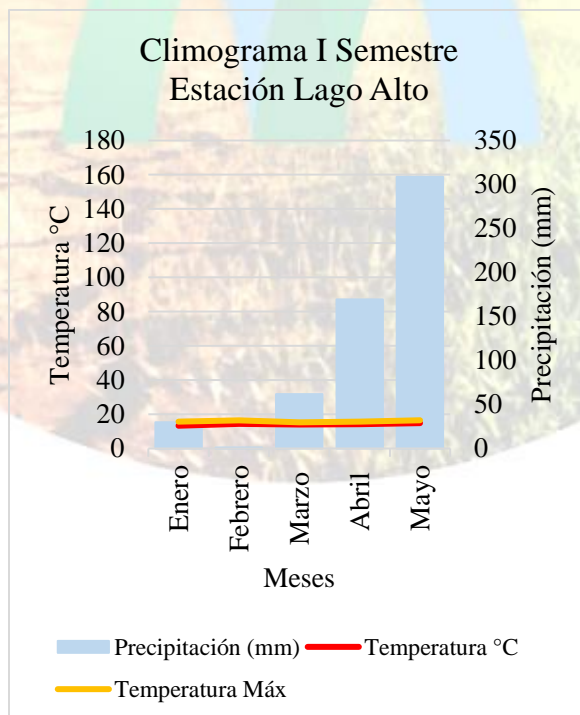 Climograma I Semestre
Estación Lago Alto
Temperatura °C
180
160
140
120
100
80
60
40
20
0
350
300
250
200
150
100
50
0
Precipitación (mm)
Enero
Febrero
Marzo
Abril
Mayo
Meses
Precipitación (mm)
Temperatura °C
Temperatura Máx